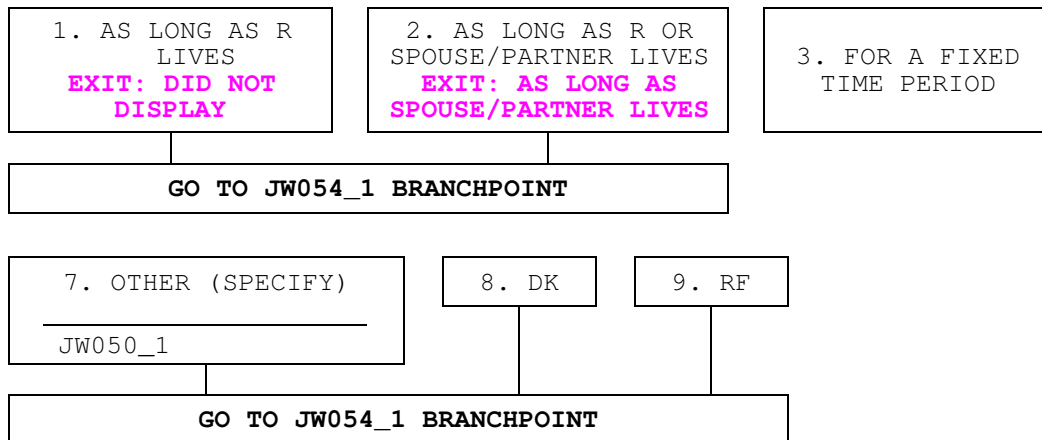 1. AS LONG AS R
LIVES
EXIT: DID NOT
DISPLAY
2. AS LONG AS R OR
SPOUSE/PARTNER LIVES
EXIT: AS LONG AS
SPOUSE/PARTNER LIVES
3. FOR A FIXED
TIME PERIOD
GO TO JW054_1 BRANCHPOINT
7. OTHER (SPECIFY)
JW050_1
8. DK
9. RF
GO TO JW054_1 BRANCHPOINT